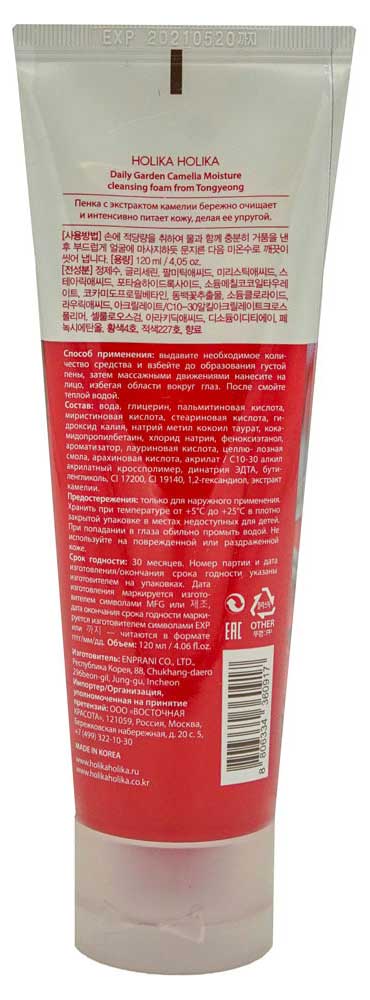 EXP 20210520까지
HOLIKA HOLIKA
Daily Garden Camellia Moisture
cleansing foam from Tongyeong
Пенка с экстрактом камелии бережно очищает
и интенсивно питает кожу, делая ее упругой.
[사용방법] 손에 적당량을 취하여 물과 함께 충분히 거품을 낸
후 부드럽게 얼굴에 마사지하듯 문지른 다음 미온수로 깨끗이
씻어 냅니다. [용량] 120 ml / 4.05 oz.
[전성분] 정제수, 글리세린, 팔미틱애씨드, 미리스틱애씨드, 스
테아릭애씨드, 포타슘하이드록사이드, 소듐메틸코코일타우레
이트, 코카미도프로필베타인, 동백꽃추출물, 소듐클로라이드,
라우릭애씨드, 아크릴레이트/C10-30알킬아크릴레이트크로스
폴리머, 셀룰로오스검, 아라키딕애씨드, 디소듐이디티에이, 페
녹시에탄올, 황색4호, 적색227호, 향료
Способ применения: выдавите необходимое коли-
чество средства и взбейте до образования густой
пены, затем массажными движениями нанесите на
лицо, избегая области вокруг глаз. После смойте
теплой водой.
Состав: вода, глицерин, пальмитиновая кислота,
миристиновая кислота, стеариновая кислота, ги-
дроксид калия, натрий метил кокоил таурат, кока-
мидопропилбетаин, хлорид натрия, феноксиэтанол,
ароматизатор, лауриновая кислота, целлю- лозная
смола, арахиновая кислота, акрилат / C10-30 алкил
акрилатный кроссполимер, динатрия ЭДТА, бути-
ленгликоль, CI 17200, CI 19140, 1,2-гександиол, экстракт
камелии.
Предостережения: только для наружного применения.
Хранить при температуре от +5°С до +25°С в плотно
закрытой упаковке в местах недоступных для детей.
При попадании в глаза обильно промыть водой. Не
используйте на поврежденной или раздраженной
коже.
Срок годности: 30 месяцев. Номер партии и дата
изготовления/окончания срока годности указаны
изготовителем на упаковках. Дата
изготовления маркируется изгото-
вителем символами MFG или 제조,
дата окончания срока годности марки-
руется изготовителем символами EXP
или 까지 — читаются в формате
гггг/мм/дд. Объем: 120 мл / 4.06 fl.oz.
Изготовитель: ENPRANI CO., LTD.,
Республика Корея, 88, Chukhang-daero
296beon-gil, Jung-gu, Incheon
Импортер/Организация,
уполномоченная на принятие
претензий: ООО «ВОСТОЧНАЯ
КРАСОТА», 121059, Россия, Москва,
Бережковская набережная, д. 20 с. 5,
+7 (499) 322-10-30
MADE IN KOREA
www.holikaholika.ru
www.holikaholika.co.kr
EAC
OTHER
뚜껑:PP
8 806334 360917